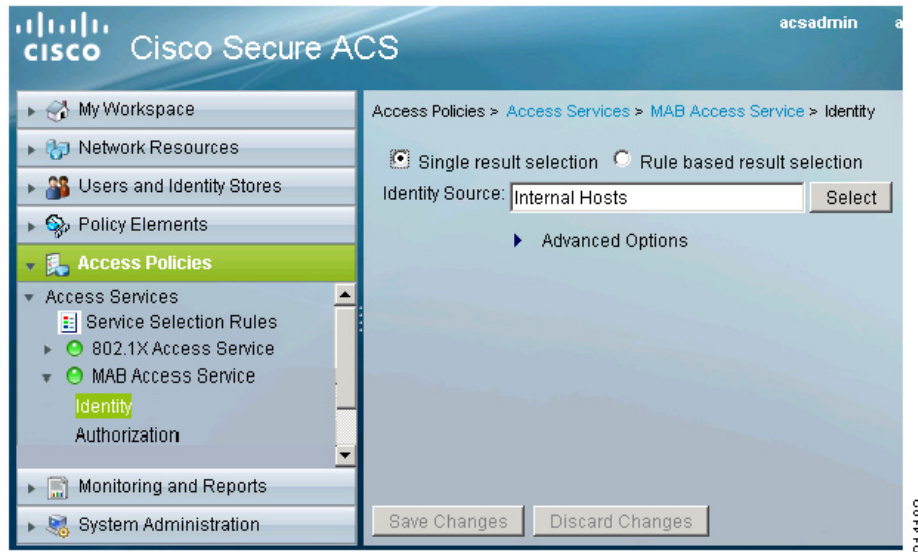 acsadmin
CISCO Cisco Secure ACS
My Workspace
Network Resources
Users and Identity Stores
Policy Elements
Access Policies
Access Services
Service Selection Rules
802.1X Access Service
MAB Access Service
Identity
Authorization
Monitoring and Reports
System Administration
Access Policies > Access Services > MAB Access Service > Identity
Single result selection Rule based result selection
Identity Source: Internal Hosts Select
Advanced Options
Save Changes Discard Changes